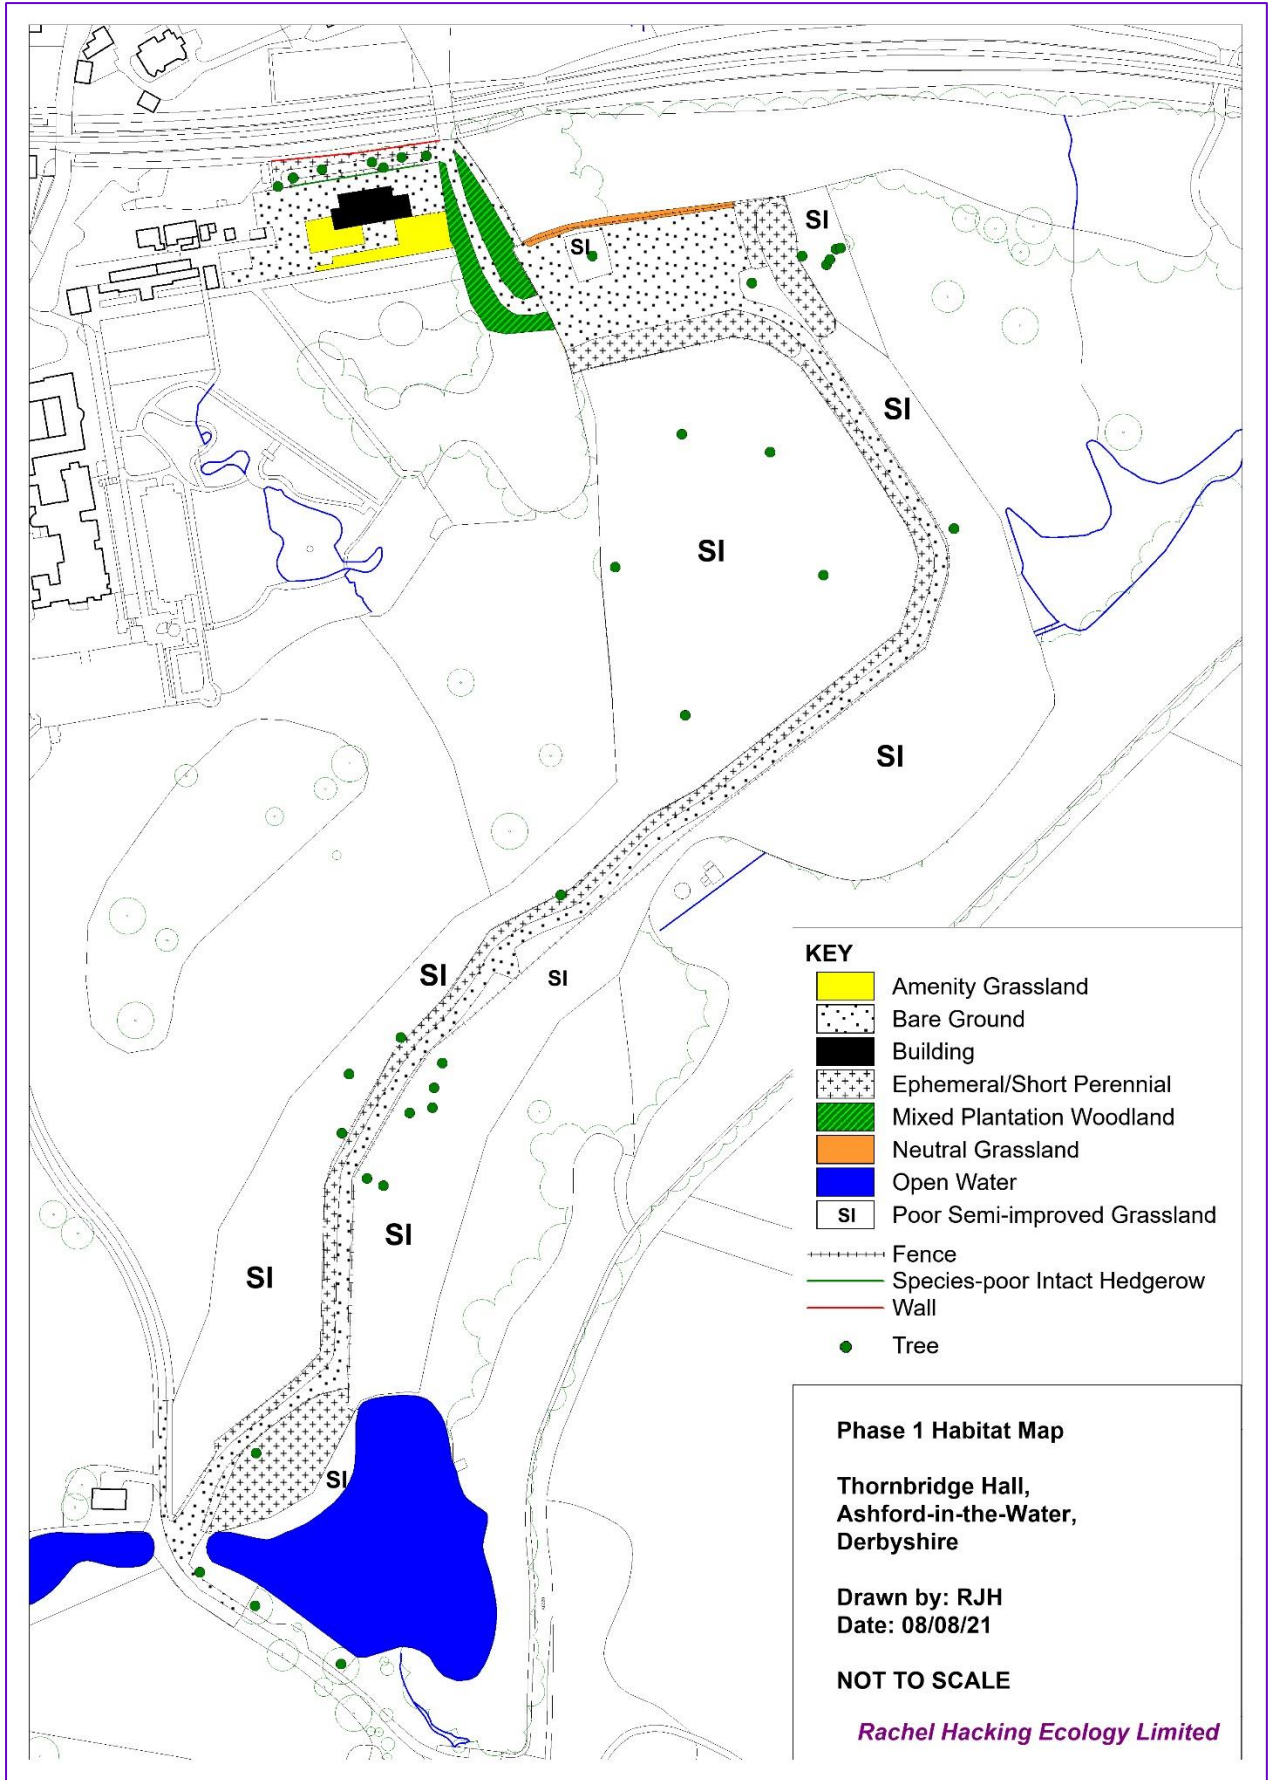 SI
SI
SI
SI
SI
SI
SI
SI
SI
SI
KEY
Amenity Grassland
Bare Ground
Building
Ephemeral/Short Perennial
Mixed Plantation Woodland
Neutral Grassland
Open Water
SI Poor Semi-improved Grassland
Fence
Species-poor Intact Hedgerow
Wall
Tree
Phase 1 Habitat Map
Thornbridge Hall,
Ashford-in-the-Water,
Derbyshire
Drawn by: RJH
Date: 08/08/21
NOT TO SCALE
Rachel Hacking Ecology Limited